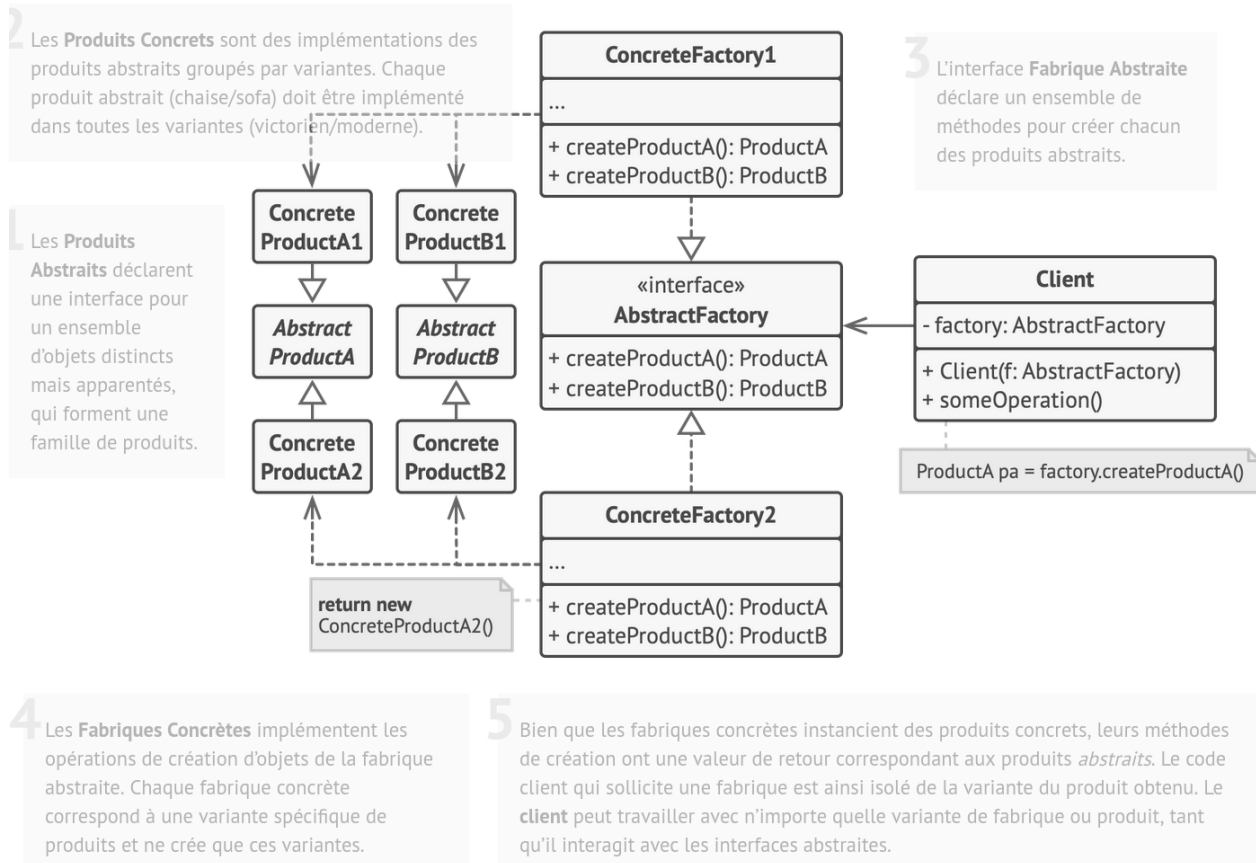 2
Les Produits Concrets sont des implémentations des
produits abstraits groupés par variantes. Chaque
produit abstrait (chaise/sofa) doit être implémenté
dans toutes les variantes (victorien/moderne).
ConcreteFactory1
...
+ createProductA(): ProductA
+ createProductB(): ProductB
3
L'interface Fabrique Abstraite
déclare un ensemble de
méthodes pour créer chacun
des produits abstraits.
1
Les Produits
Abstraits déclarent
une interface pour
un ensemble
d'objets distincts
mais apparentés,
qui forment une
famille de produits.
Concrete
ProductA1
Concrete
ProductB1
Abstract
ProductA
Abstract
ProductB
Concrete
ProductA2
Concrete
ProductB2
«interface»
AbstractFactory
+ createProductA(): ProductA
+ createProductB(): ProductB
Client
- factory: AbstractFactory
+ Client(f: AbstractFactory)
+ someOperation()
ProductA pa = factory.createProductA()
ConcreteFactory2
...
+ createProductA(): ProductA
+ createProductB(): ProductB
return new
ConcreteProductA2()
4
Les Fabriques Concrètes implémentent les
opérations de création d'objets de la fabrique
abstraite. Chaque fabrique concrète
correspond à une variante spécifique de
produits et ne crée que ces variantes.
5
Bien que les fabriques concrètes instancient des produits concrets, leurs méthodes
de création ont une valeur de retour correspondant aux produits abstraits. Le code
client qui sollicite une fabrique est ainsi isolé de la variante du produit obtenu. Le
client peut travailler avec n'importe quelle variante de fabrique ou produit, tant
qu'il interagit avec les interfaces abstraites.